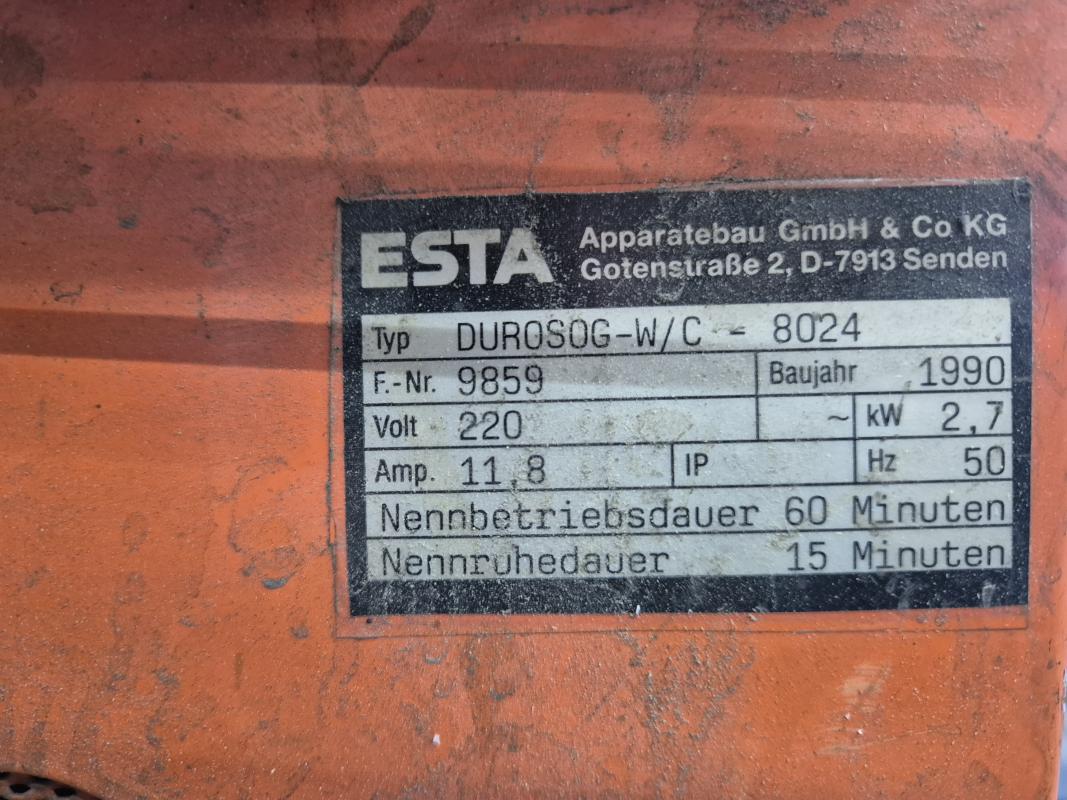 ESTA Apparatebau GmbH & Co KG
Gotenstraße 2, D-7913 Senden
Typ DUROSOG-W/C - 8024
F.-Nr. 9859 Baujahr 1990
Volt 220 ~ kW 2,7
Amp. 11,8 IP Hz 50
Nennbetriebsdauer 60 Minuten
Nennruhedauer 15 Minuten